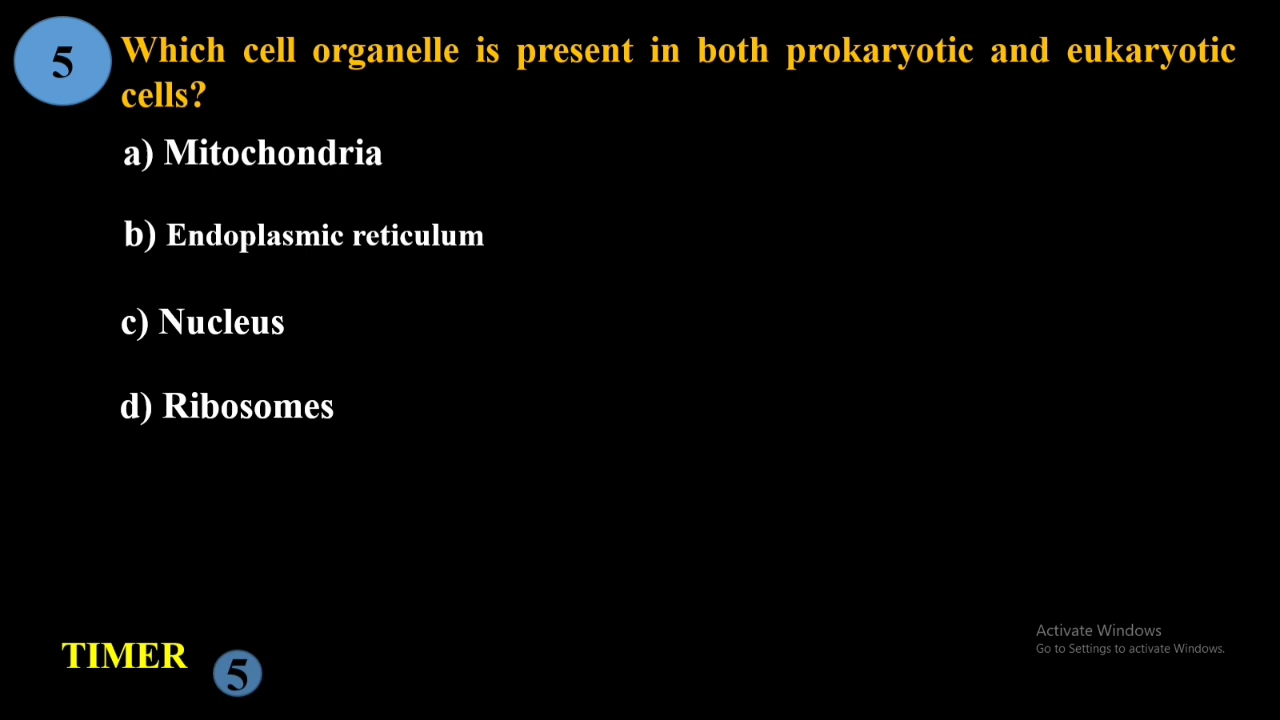 5
Which cell organelle is present in both prokaryotic and eukaryotic
cells?
a) Mitochondria
b) Endoplasmic reticulum
c) Nucleus
d) Ribosomes
Activate Windows
Go to Settings to activate Windows.
TIMER
5